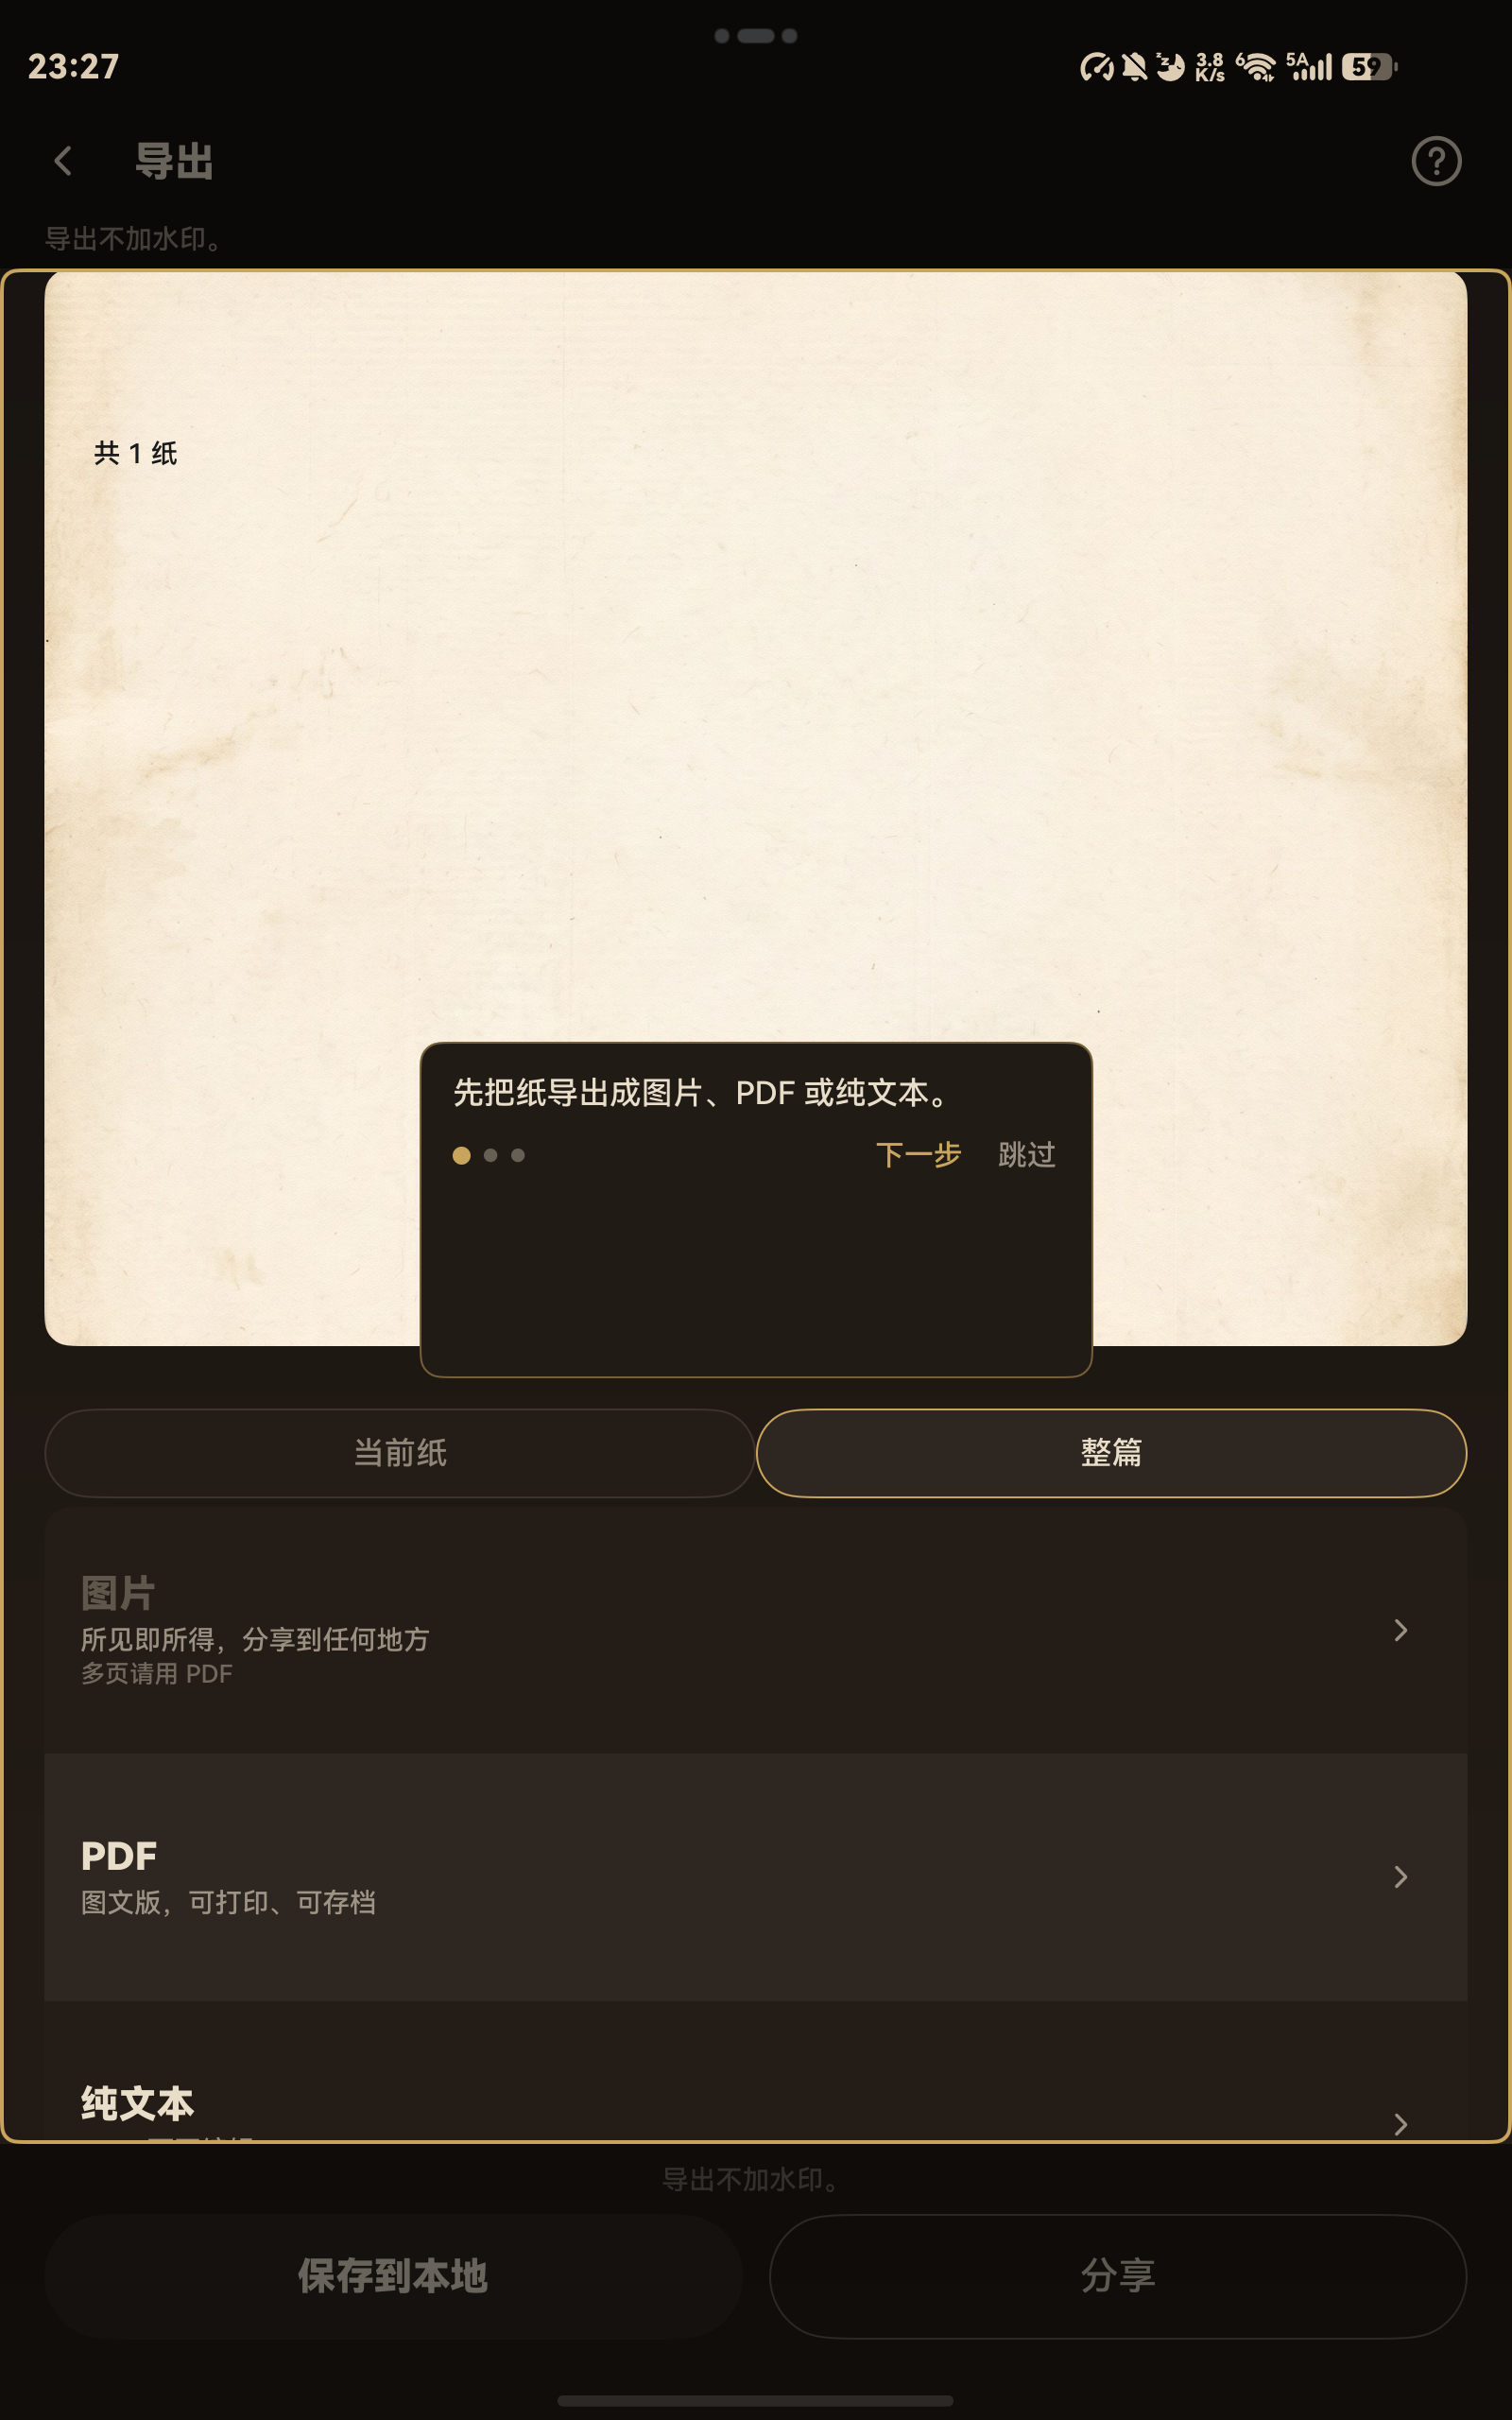 23:27
3.8 K/s
6
5A
59
导出
导出不加水印。
共 1 纸
先把纸导出成图片、PDF 或纯文本。
下一步 跳过
当前纸 整篇
图片
所见即所得，分享到任何地方
多页请用 PDF
PDF
图文版，可打印、可存档
纯文本
导出不加水印。
保存到本地 分享